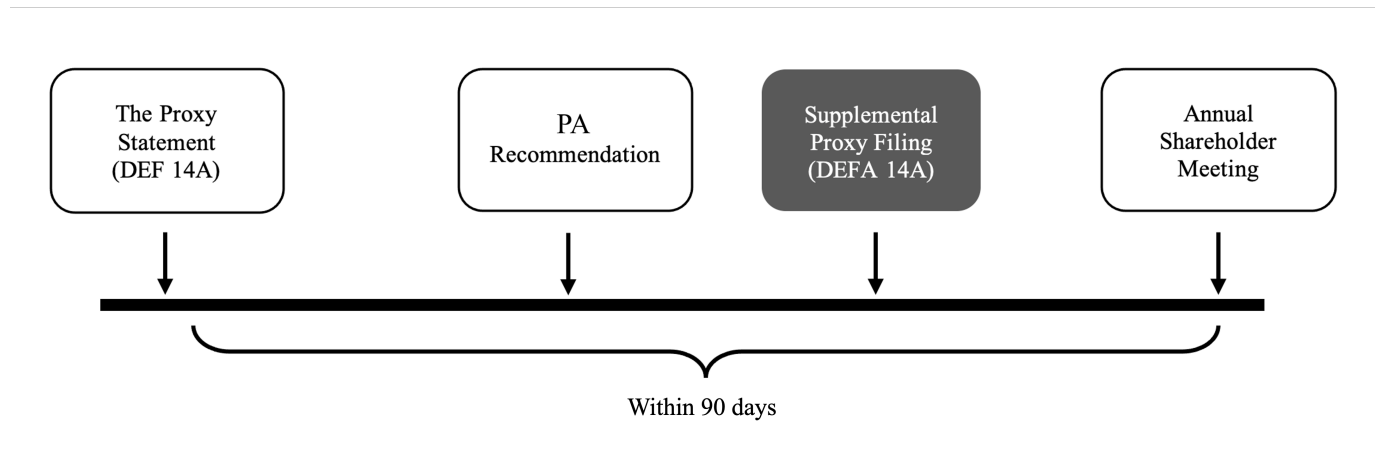 The Proxy
Statement
(DEF 14A)
PA
Recommendation
Supplemental
Proxy Filing
(DEFA 14A)
Annual
Shareholder
Meeting
Within 90 days